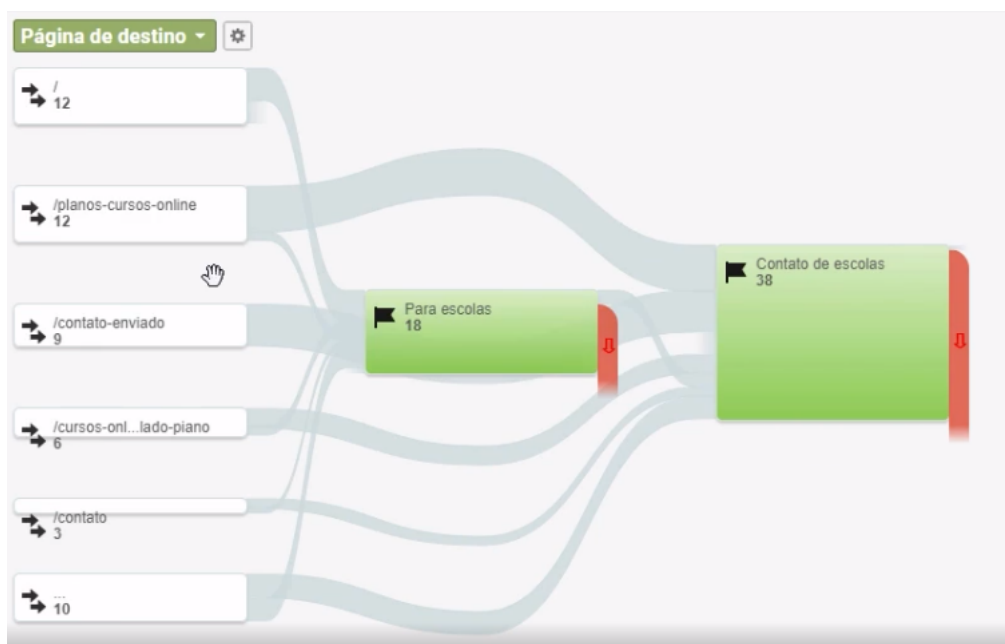 Página de destino
/
12
/planos-cursos-online
12
/contato-enviado
9
/cursos-onl...lado-piano
6
/contato
3
...
10
Para escolas
18
Contato de escolas
38